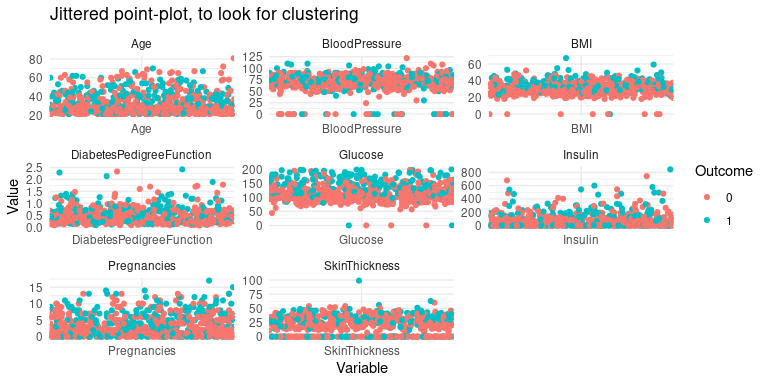 Jittered point-plot, to look for clustering
Age
BloodPressure
BMI
80
60
40
20
125
100
75
50
25
0
60
40
20
0
Age
BloodPressure
BMI
DiabetesPedigreeFunction
Glucose
Insulin
2.5
2.0
1.5
1.0
0.5
0.0
200
150
100
50
0
800
600
400
200
0
DiabetesPedigreeFunction
Glucose
Insulin
Pregnancies
SkinThickness
15
10
5
0
100
75
50
25
0
Pregnancies
SkinThickness
Value
Variable
Outcome
0
1